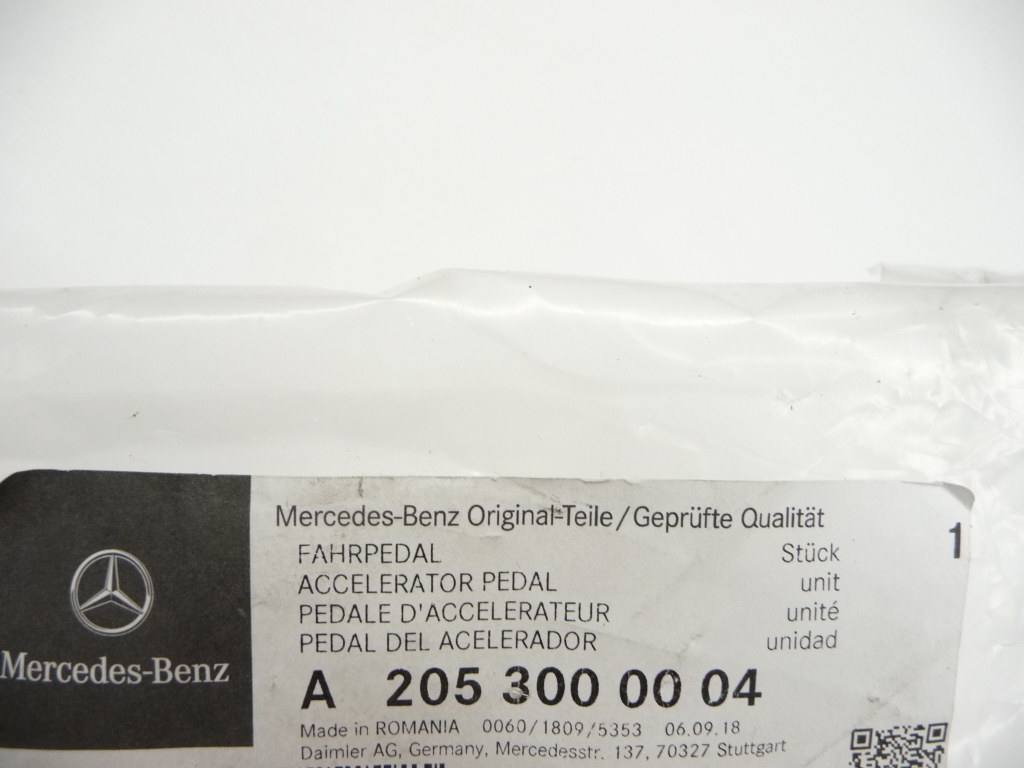 Mercedes-Benz Original-Teile/Geprüfte Qualität
FAHRPEDAL Stück 1
ACCELERATOR PEDAL unit
PEDALE D'ACCELERATEUR unité
PEDAL DEL ACELERADOR unidad
Mercedes-Benz
A 205 300 00 04
Made in ROMANIA 0060/1809/5353 06.09.18
Daimler AG, Germany, Mercedesstr. 137, 70327 Stuttgart